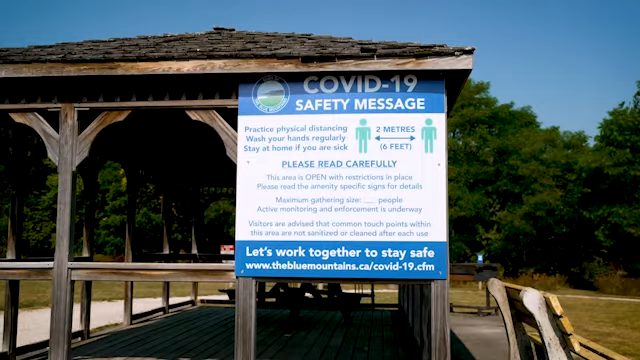 COVID-19
SAFETY MESSAGE
Practice physical distancing
Wash your hands regularly
Stay at home if you are sick
2 METRES
(6 FEET)
PLEASE READ CAREFULLY
This area is OPEN with restrictions in place
Please read the amenity specific signs for details
Maximum gathering size: ___ people
Active monitoring and enforcement is underway
Visitors are advised that common touch points within
this area are not sanitized or cleaned after each use
Let's work together to stay safe
www.thebluemountains.ca/covid-19.cfm